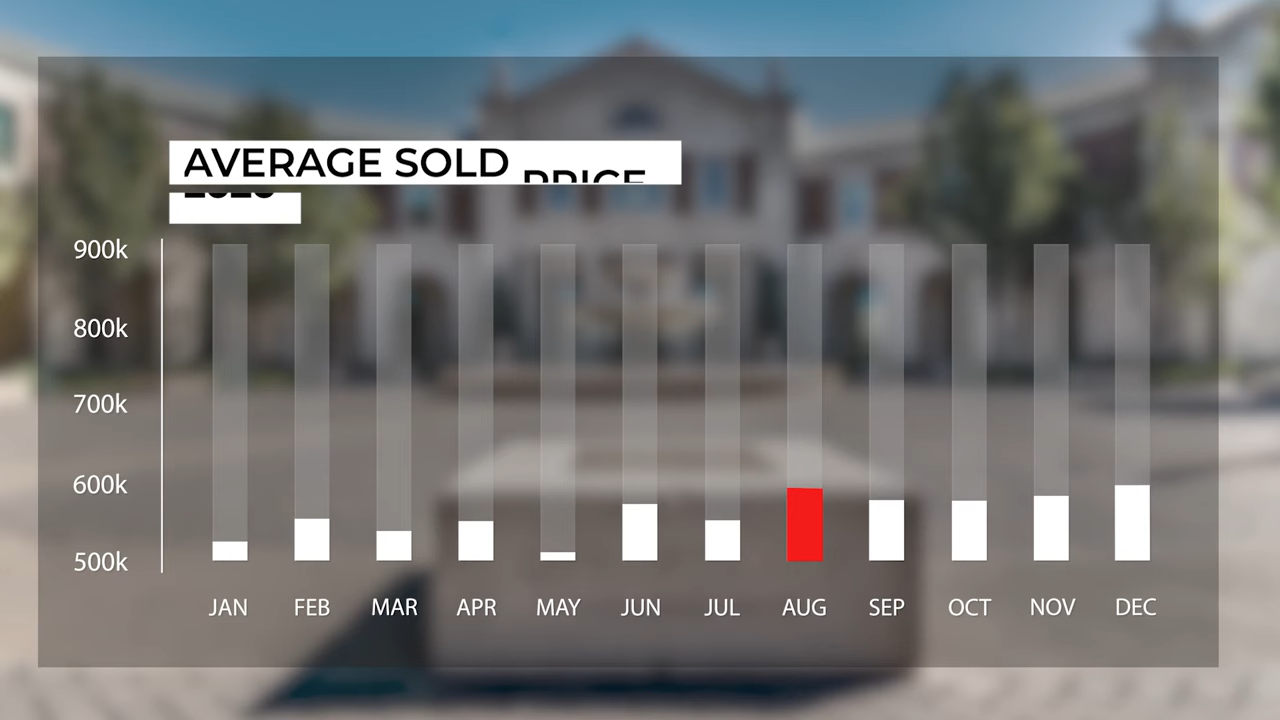 AVERAGE SOLD PRICE
900k
800k
700k
600k
500k
JAN FEB MAR APR MAY JUN JUL AUG SEP OCT NOV DEC